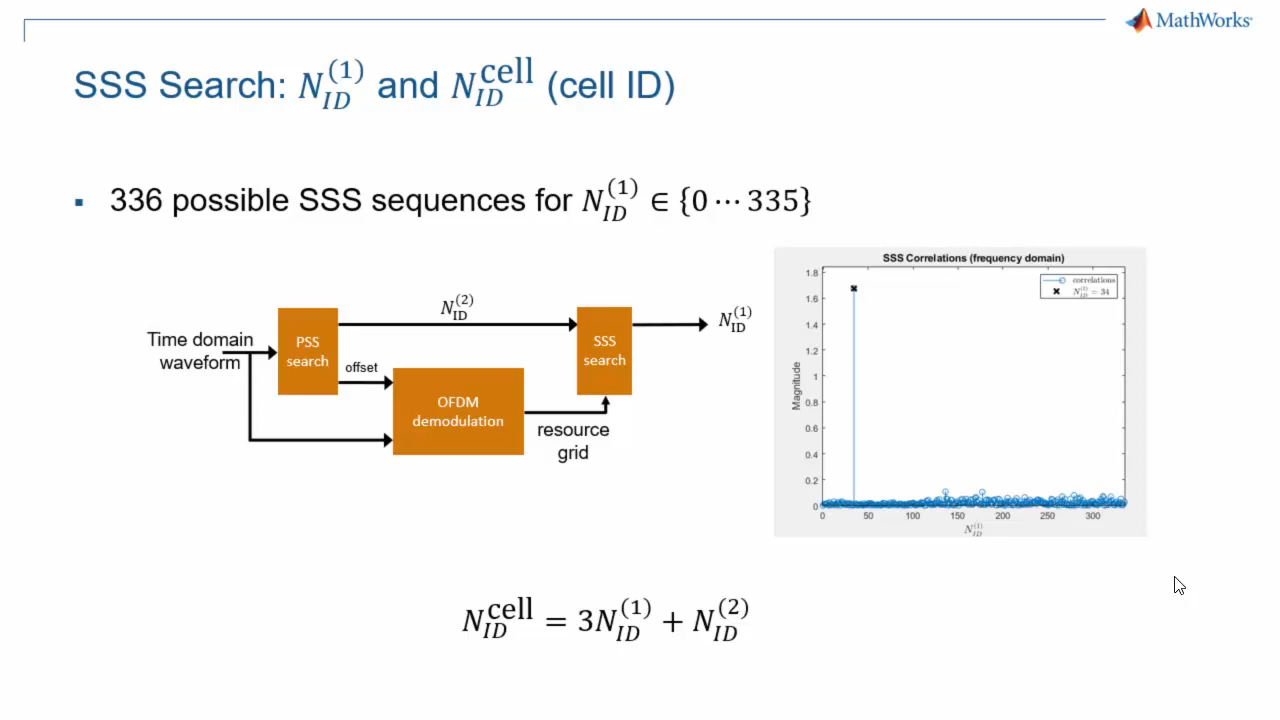 MathWorks®
SSS Search: N_ID^(1) and N_ID^cell (cell ID)
▪ 336 possible SSS sequences for N_ID^(1) ∈ {0 ⋯ 335}
Time domain
waveform
PSS
search
N_ID^(2)
offset
OFDM
demodulation
resource
grid
SSS
search
N_ID^(1)
SSS Correlations (frequency domain)
correlations
N_ID^(1) = 34
Magnitude
1.8
1.6
1.4
1.2
1
0.8
0.6
0.4
0.2
0
0 50 100 150 200 250 300
N_ID^(1)
N_ID^cell = 3N_ID^(1) + N_ID^(2)